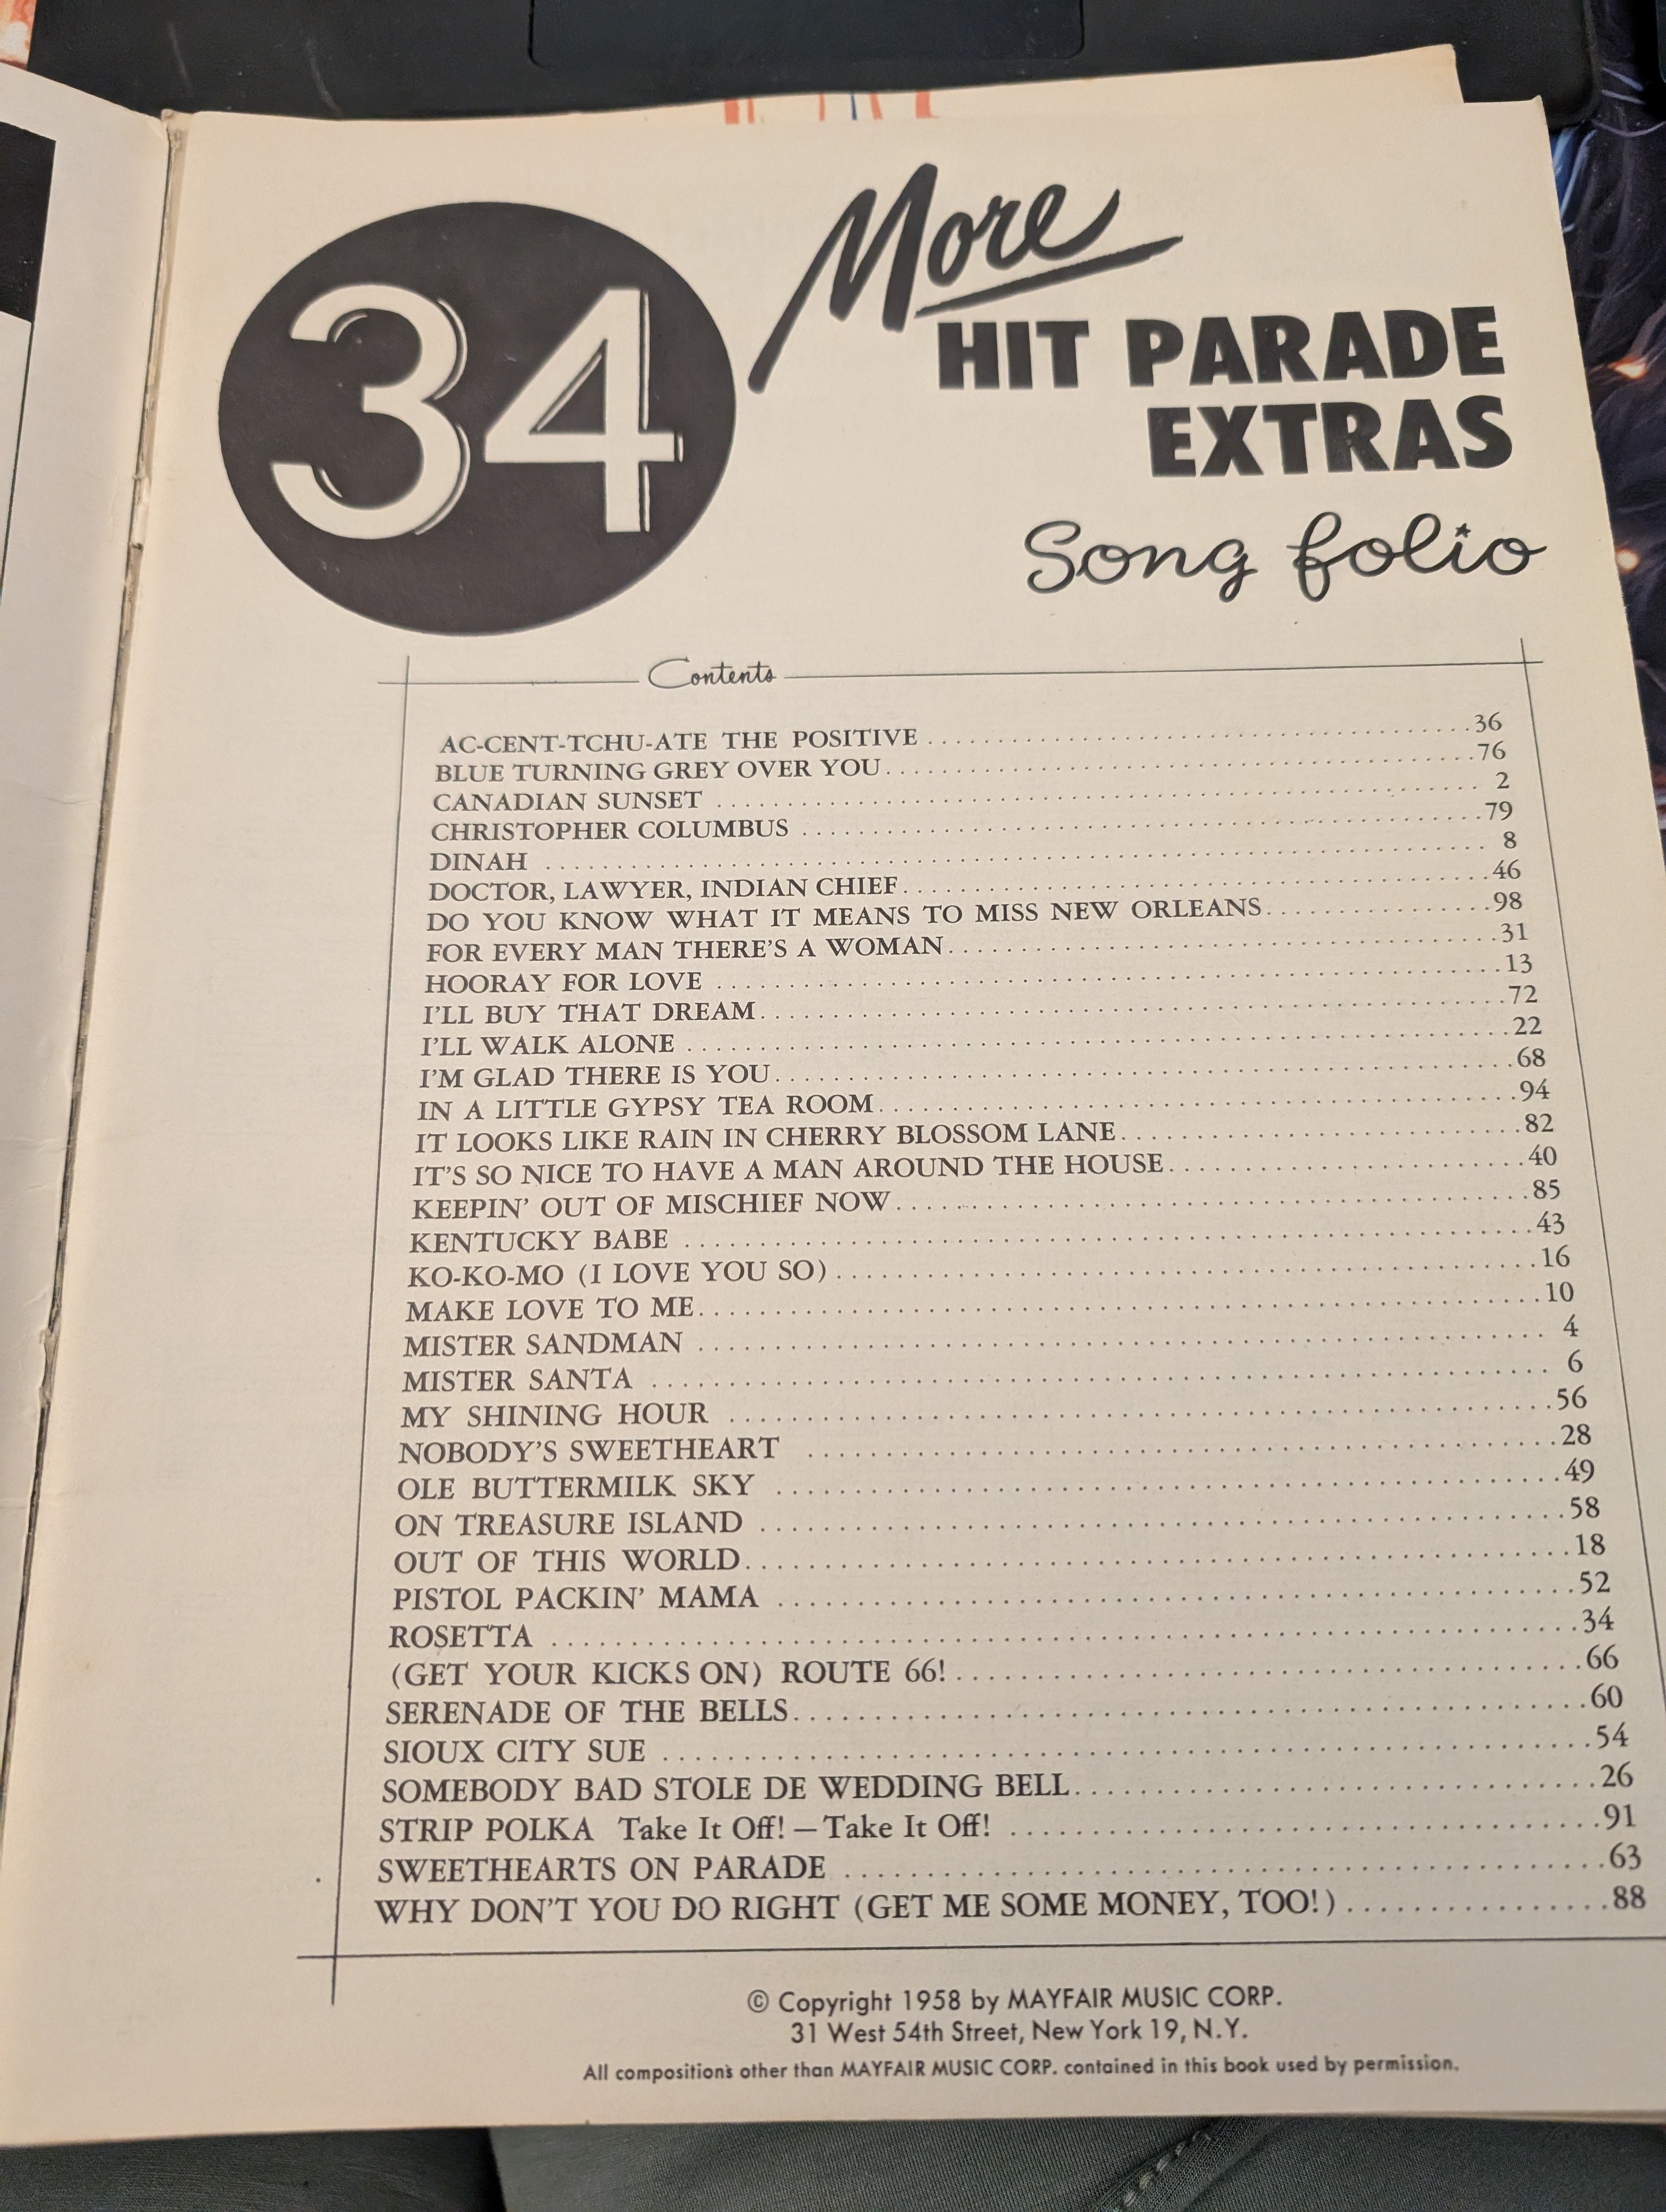 34
More
HIT PARADE
EXTRAS
Song folio
Contents
AC-CENT-TCHU-ATE THE POSITIVE ........................................36
BLUE TURNING GREY OVER YOU........................................76
CANADIAN SUNSET ........................................ 2
CHRISTOPHER COLUMBUS ........................................79
DINAH ........................................ 8
DOCTOR, LAWYER, INDIAN CHIEF........................................46
DO YOU KNOW WHAT IT MEANS TO MISS NEW ORLEANS................98
FOR EVERY MAN THERE'S A WOMAN........................................31
HOORAY FOR LOVE ........................................13
I'LL BUY THAT DREAM........................................72
I'LL WALK ALONE ........................................22
I'M GLAD THERE IS YOU........................................68
IN A LITTLE GYPSY TEA ROOM........................................94
IT LOOKS LIKE RAIN IN CHERRY BLOSSOM LANE............................82
IT'S SO NICE TO HAVE A MAN AROUND THE HOUSE........................40
KEEPIN' OUT OF MISCHIEF NOW........................................85
KENTUCKY BABE ........................................43
KO-KO-MO (I LOVE YOU SO)........................................16
MAKE LOVE TO ME........................................10
MISTER SANDMAN ........................................ 4
MISTER SANTA ........................................ 6
MY SHINING HOUR ........................................56
NOBODY'S SWEETHEART ........................................28
OLE BUTTERMILK SKY ........................................49
ON TREASURE ISLAND ........................................58
OUT OF THIS WORLD........................................18
PISTOL PACKIN' MAMA ........................................52
ROSETTA ........................................34
(GET YOUR KICKS ON) ROUTE 66!........................................66
SERENADE OF THE BELLS........................................60
SIOUX CITY SUE ........................................54
SOMEBODY BAD STOLE DE WEDDING BELL................................26
STRIP POLKA Take It Off!—Take It Off! ................................91
SWEETHEARTS ON PARADE ........................................63
WHY DON'T YOU DO RIGHT (GET ME SOME MONEY, TOO!)................88
© Copyright 1958 by MAYFAIR MUSIC CORP.
31 West 54th Street, New York 19, N.Y.
All compositions other than MAYFAIR MUSIC CORP. contained in this book used by permission.